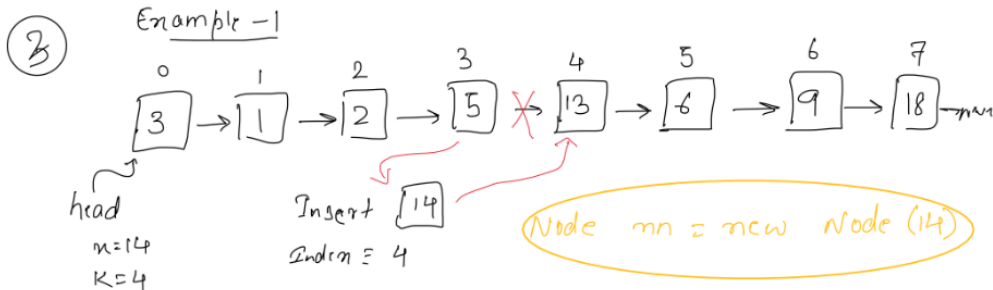 3
Example -1
0 1 2 3 4 5 6 7
3 1 2 5 13 6 9 18
head
Insert 14
x=14
Index = 4
K=4
Node nn = new Node (14)